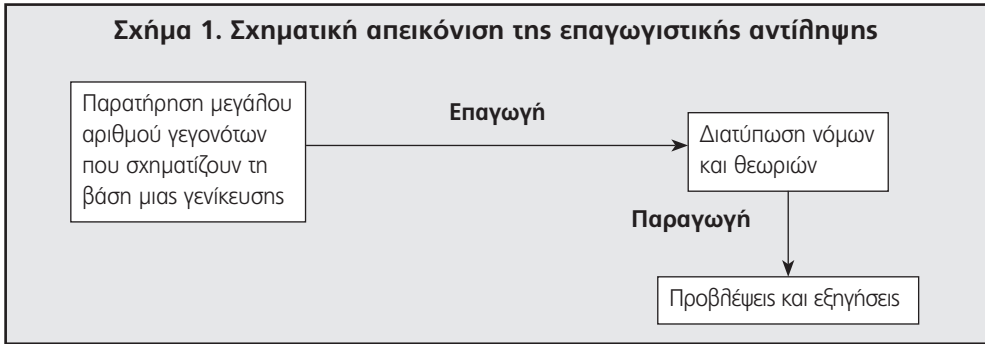 Σχήμα 1. Σχηματική απεικόνιση της επαγωγιστικής αντίληψης
Παρατήρηση μεγάλου
αριθμού γεγονότων
που σχηματίζουν τη
βάση μιας γενίκευσης
Επαγωγή
Διατύπωση νόμων
και θεωριών
Παραγωγή
Προβλέψεις και εξηγήσεις